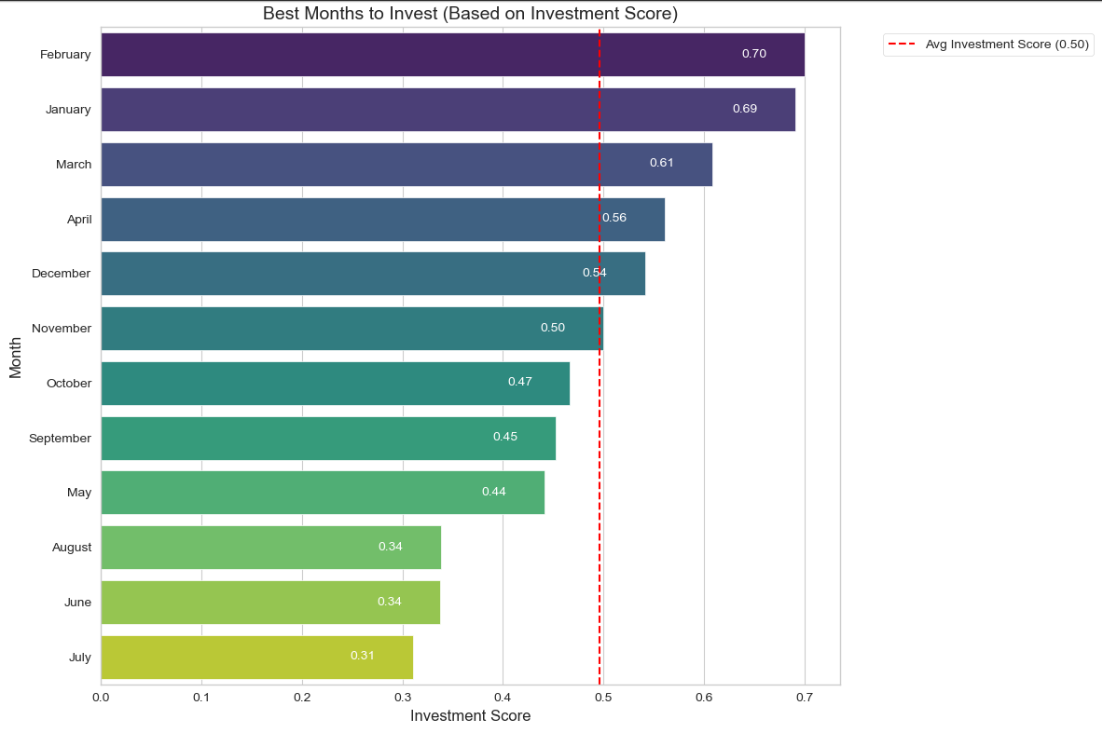 Best Months to Invest (Based on Investment Score)
Avg Investment Score (0.50)
Month
February 0.70
January 0.69
March 0.61
April 0.56
December 0.54
November 0.50
October 0.47
September 0.45
May 0.44
August 0.34
June 0.34
July 0.31
0.0 0.1 0.2 0.3 0.4 0.5 0.6 0.7
Investment Score